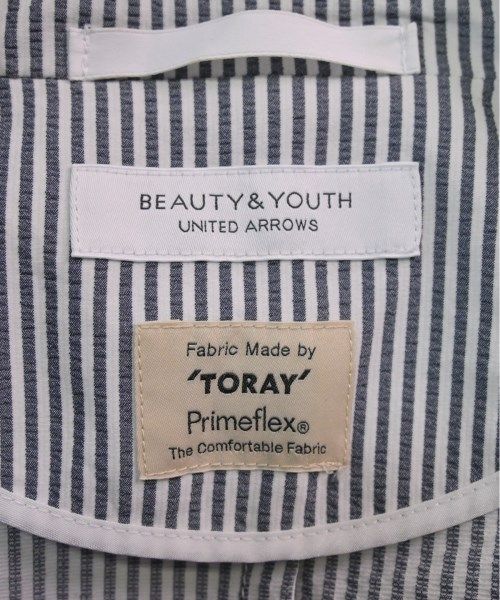 BEAUTY&YOUTH
UNITED ARROWS
Fabric Made by
'TORAY'
Primeflex®
The Comfortable Fabric